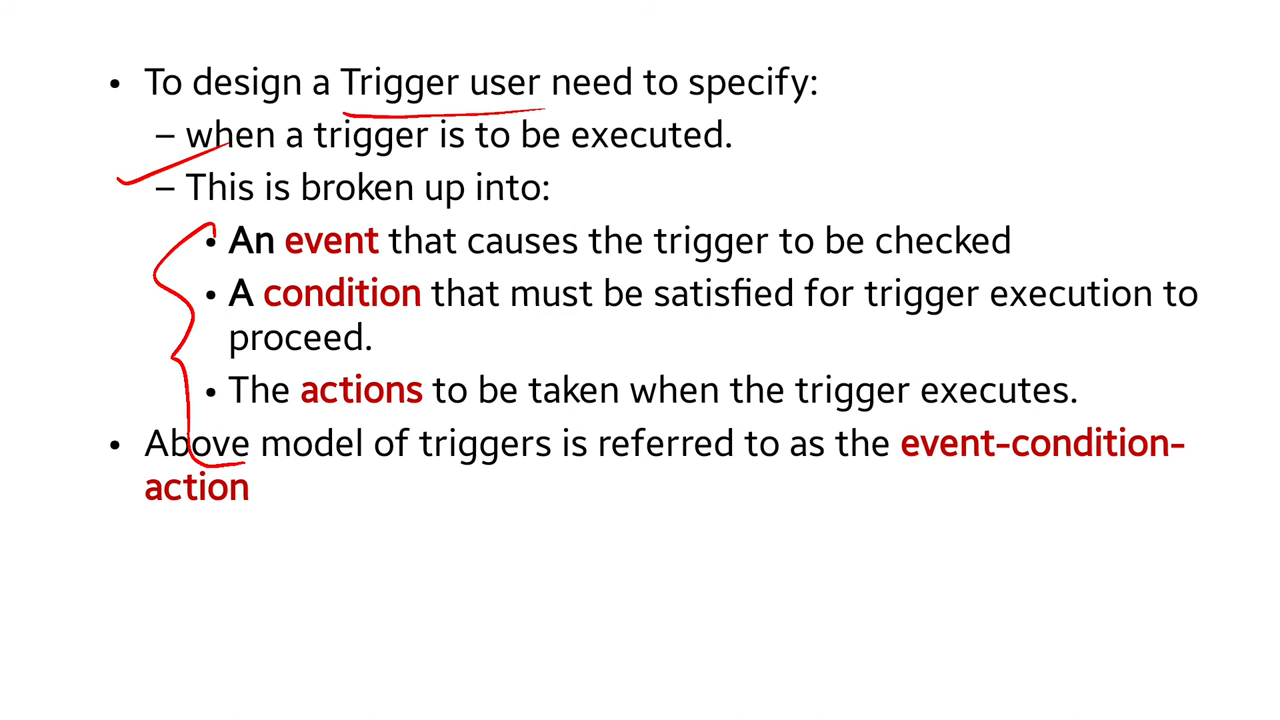 • To design a Trigger user need to specify:
– when a trigger is to be executed.
– This is broken up into:
• An event that causes the trigger to be checked
• A condition that must be satisfied for trigger execution to
proceed.
• The actions to be taken when the trigger executes.
• Above model of triggers is referred to as the event-condition-
action